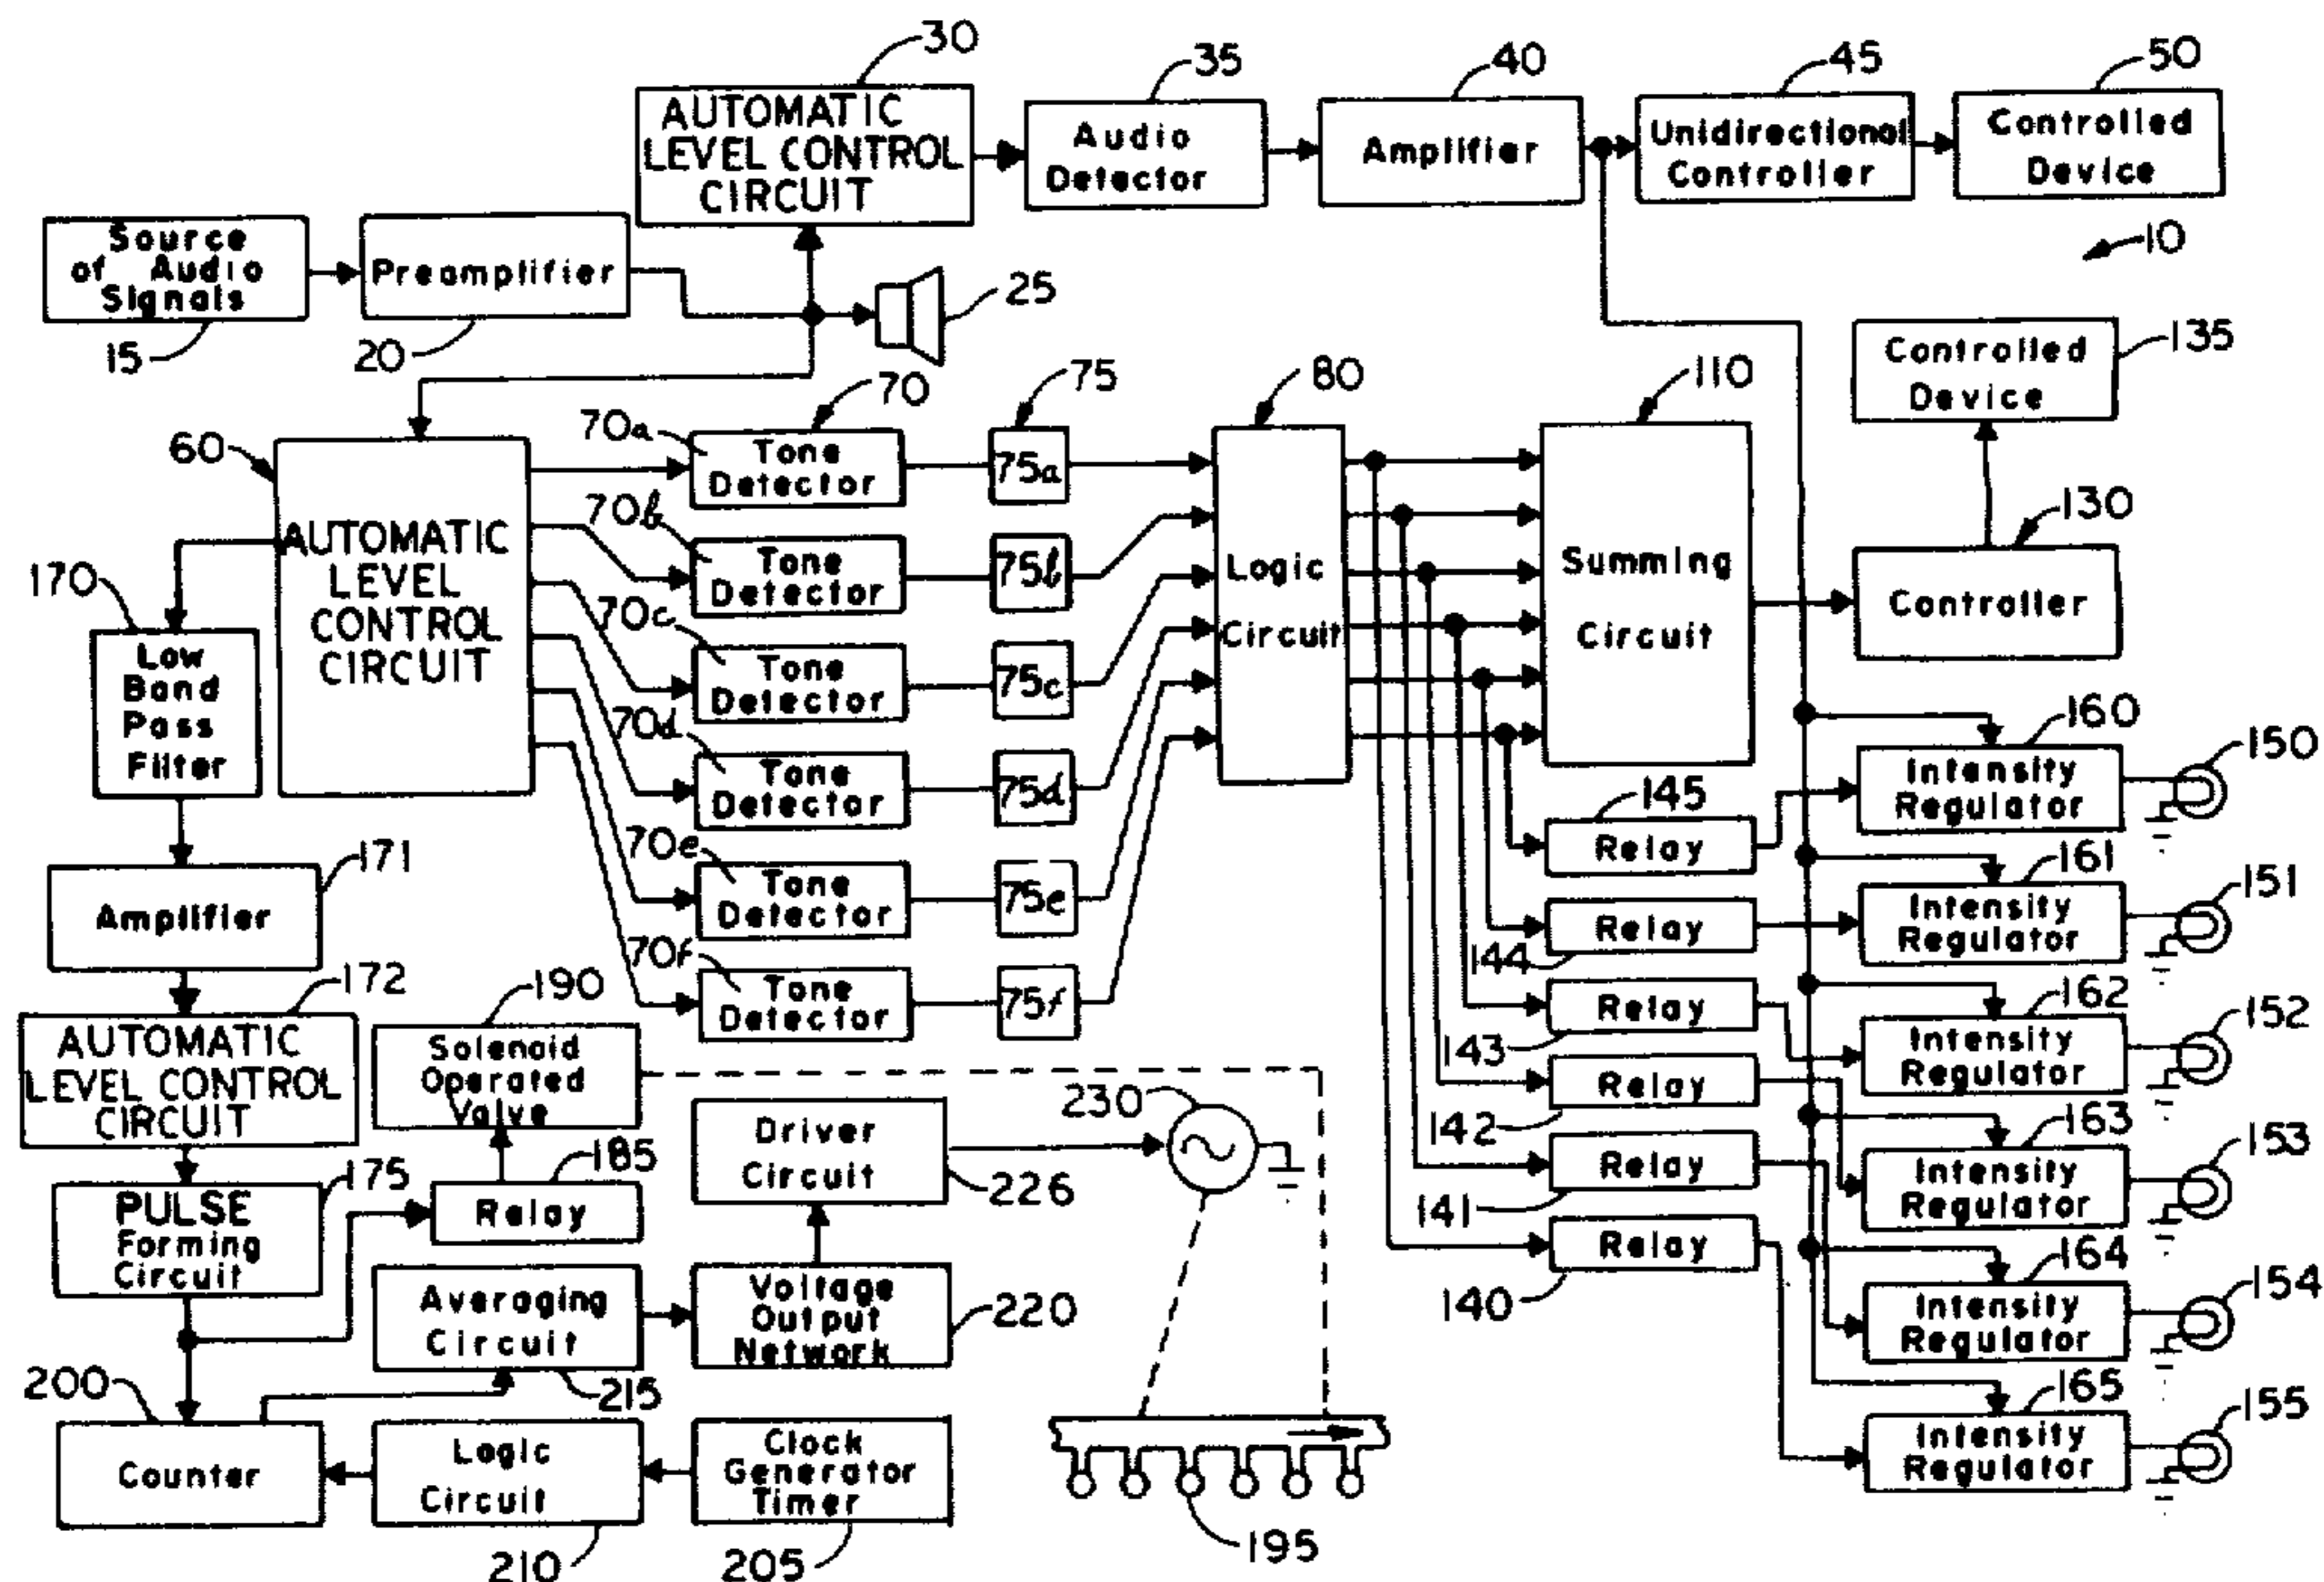 30
AUTOMATIC
LEVEL CONTROL
CIRCUIT
35
Audio
Detector
40
Amplifier
45
Unidirectional
Controller
50
Controlled
Device
10
Source
of Audio
Signals
15
Preamplifier
20
25
Controlled
Device
135
60
AUTOMATIC
LEVEL
CONTROL
CIRCUIT
70
70a
Tone
Detector
70b
Tone
Detector
70c
Tone
Detector
70d
Tone
Detector
70e
Tone
Detector
70f
Tone
Detector
75
75a
75b
75c
75d
75e
75f
80
Logic
Circuit
110
Summing
Circuit
130
Controller
170
Low
Band
Pass
Filter
171
Amplifier
172
AUTOMATIC
LEVEL CONTROL
CIRCUIT
175
PULSE
Forming
Circuit
190
Solenoid
Operated
Valve
185
Relay
Driver
Circuit
226
230
Averaging
Circuit
215
Voltage
Output
Network
220
200
Counter
Logic
Circuit
210
Clock
Generator
Timer
205
195
145
Relay
144
Relay
143
Relay
142
Relay
141
Relay
140
Relay
160
Intensity
Regulator
150
161
Intensity
Regulator
151
162
Intensity
Regulator
152
163
Intensity
Regulator
153
164
Intensity
Regulator
154
165
Intensity
Regulator
155